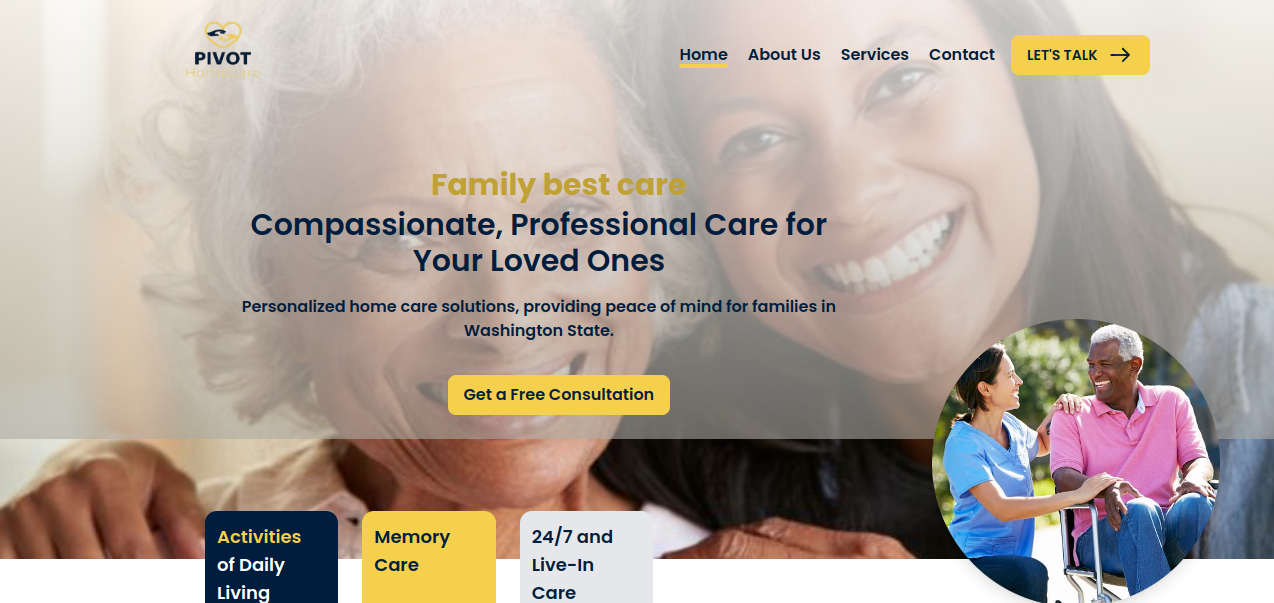 PIVOT
Homecare
Home About Us Services Contact LET'S TALK
Family best care
Compassionate, Professional Care for
Your Loved Ones
Personalized home care solutions, providing peace of mind for families in
Washington State.
Get a Free Consultation
Activities
of Daily
Living
Memory
Care
24/7 and
Live-In
Care